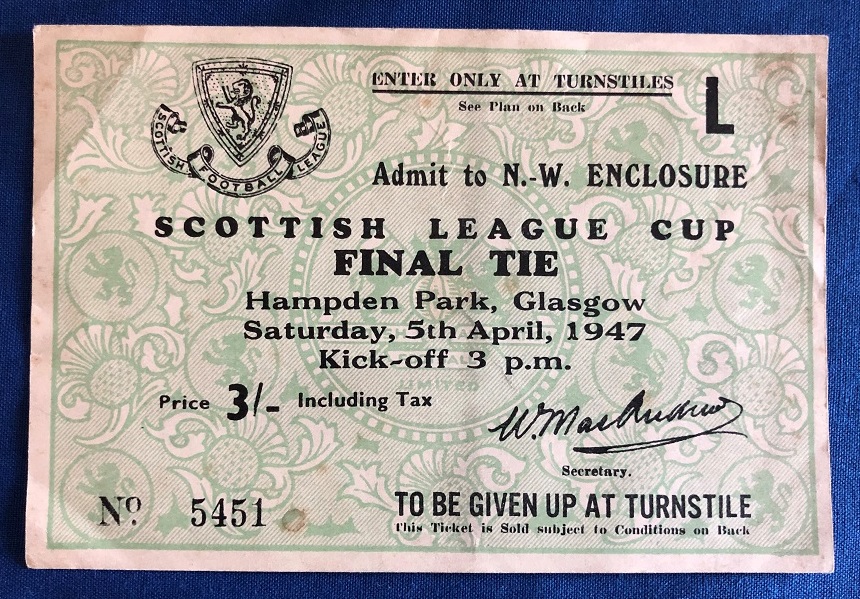 SCOTTISH FOOTBALL LEAGUE
ENTER ONLY AT TURNSTILES
See Plan on Back
L
Admit to N.-W. ENCLOSURE
SCOTTISH LEAGUE CUP
FINAL TIE
Hampden Park, Glasgow
Saturday, 5th April, 1947
Kick-off 3 p.m.
LIMITED
Price 3/- Including Tax
W. MacAndrew
Secretary.
No. 5451
TO BE GIVEN UP AT TURNSTILE
This Ticket is Sold subject to Conditions on Back